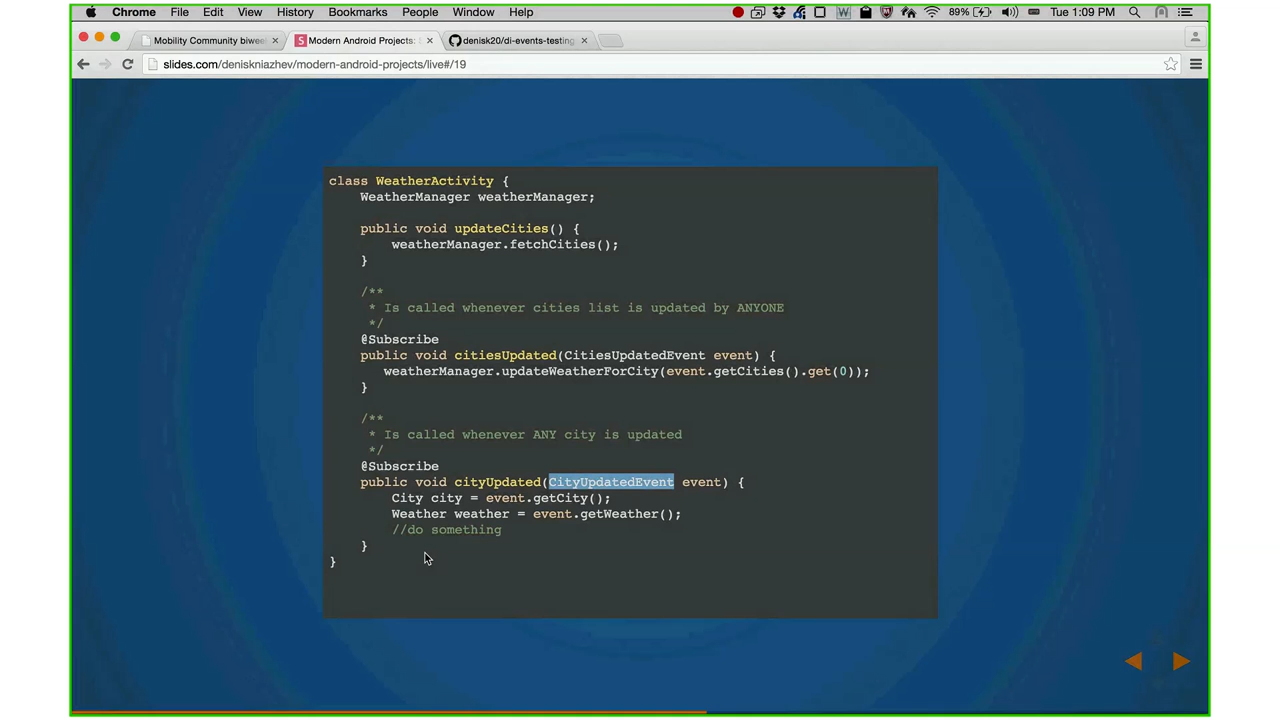 Chrome File Edit View History Bookmarks People Window Help 89% Tue 1:09 PM
Mobility Community biwee Modern Android Projects: denisk20/di-events-testing
slides.com/deniskniazhev/modern-android-projects/live#/19
class WeatherActivity {
WeatherManager weatherManager;
public void updateCities() {
weatherManager.fetchCities();
}
/**
* Is called whenever cities list is updated by ANYONE
*/
@Subscribe
public void citiesUpdated(CitiesUpdatedEvent event) {
weatherManager.updateWeatherForCity(event.getCities().get(0));
}
/**
* Is called whenever ANY city is updated
*/
@Subscribe
public void cityUpdated(CityUpdatedEvent event) {
City city = event.getCity();
Weather weather = event.getWeather();
//do something
}
}